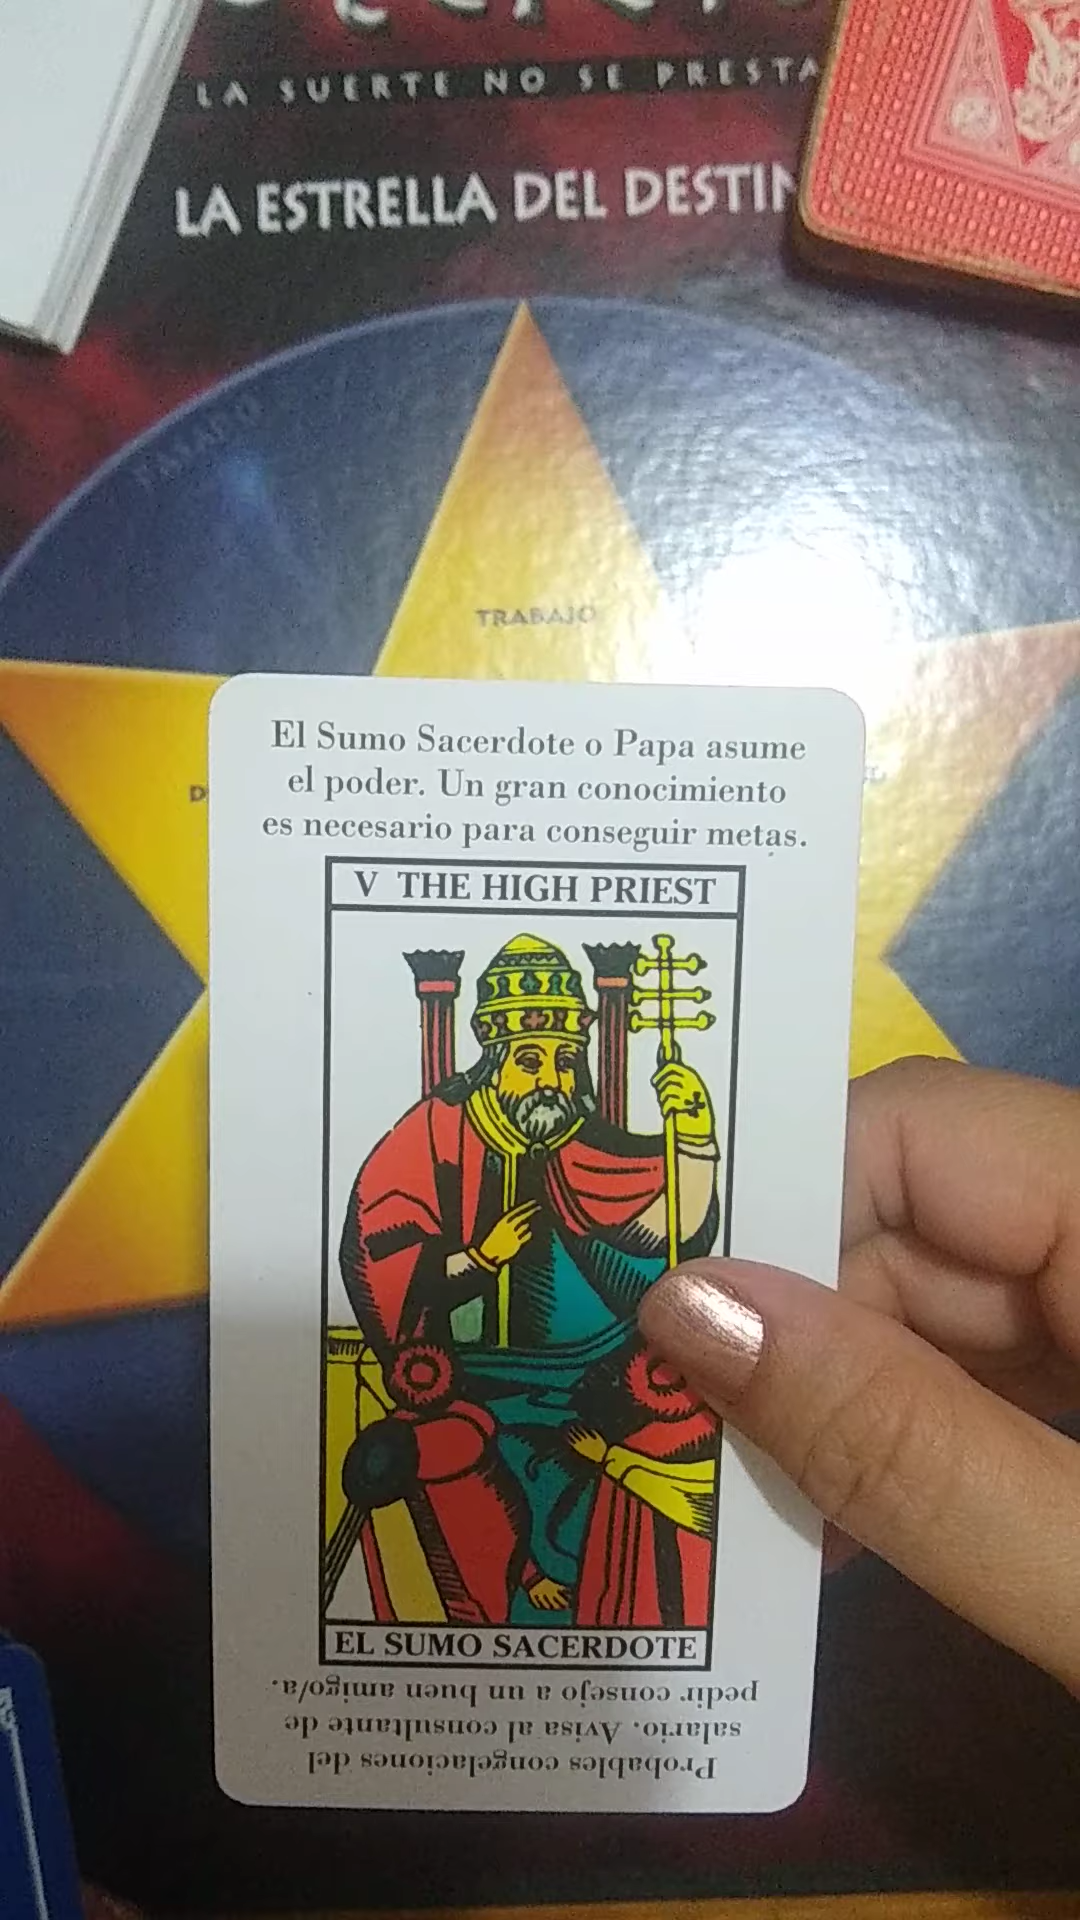 LA SUERTE NO SE PRESTA
LA ESTRELLA DEL DESTIN
PASADO
TRABAJO
D
El Sumo Sacerdote o Papa asume
el poder. Un gran conocimiento
es necesario para conseguir metas.
V THE HIGH PRIEST
EL SUMO SACERDOTE
Probables congelaciones del
salario. Avisa al consultante de
pedir consejo a un buen amigo/a.